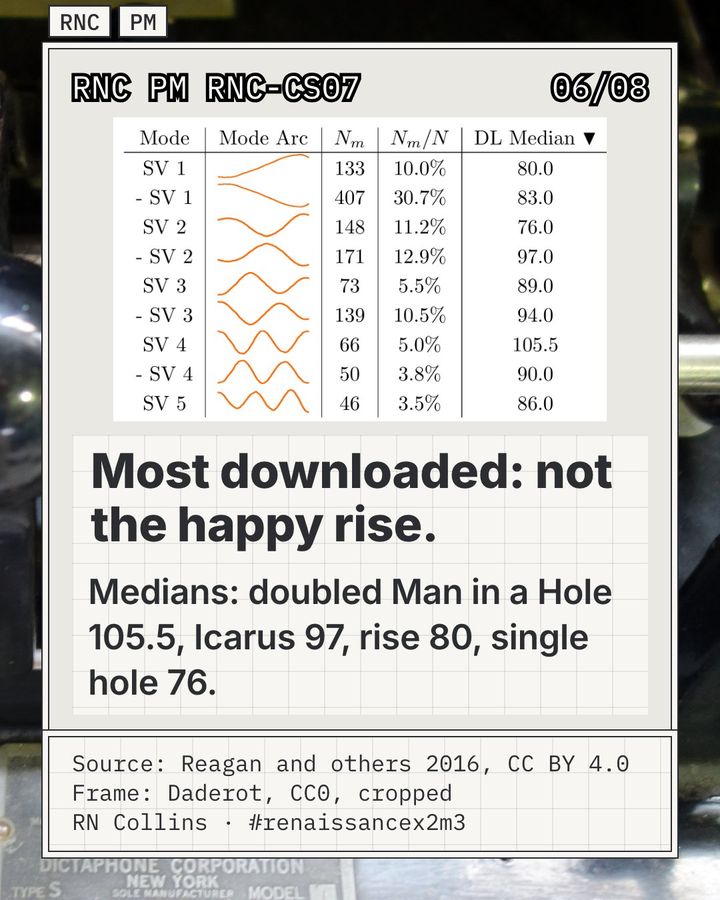 RNC PM
RNC PM RNC-CS07 06/08
Mode Mode Arc Nm Nm/N DL Median ▼
SV 1 133 10.0% 80.0
- SV 1 407 30.7% 83.0
SV 2 148 11.2% 76.0
- SV 2 171 12.9% 97.0
SV 3 73 5.5% 89.0
- SV 3 139 10.5% 94.0
SV 4 66 5.0% 105.5
- SV 4 50 3.8% 90.0
SV 5 46 3.5% 86.0
Most downloaded: not
the happy rise.
Medians: doubled Man in a Hole
105.5, Icarus 97, rise 80, single
hole 76.
Source: Reagan and others 2016, CC BY 4.0
Frame: Daderot, CC0, cropped
RN Collins · #renaissancex2m3
DICTAPHONE CORPORATION
NEW YORK
TYPE S SOLE MANUFACTURER MODEL